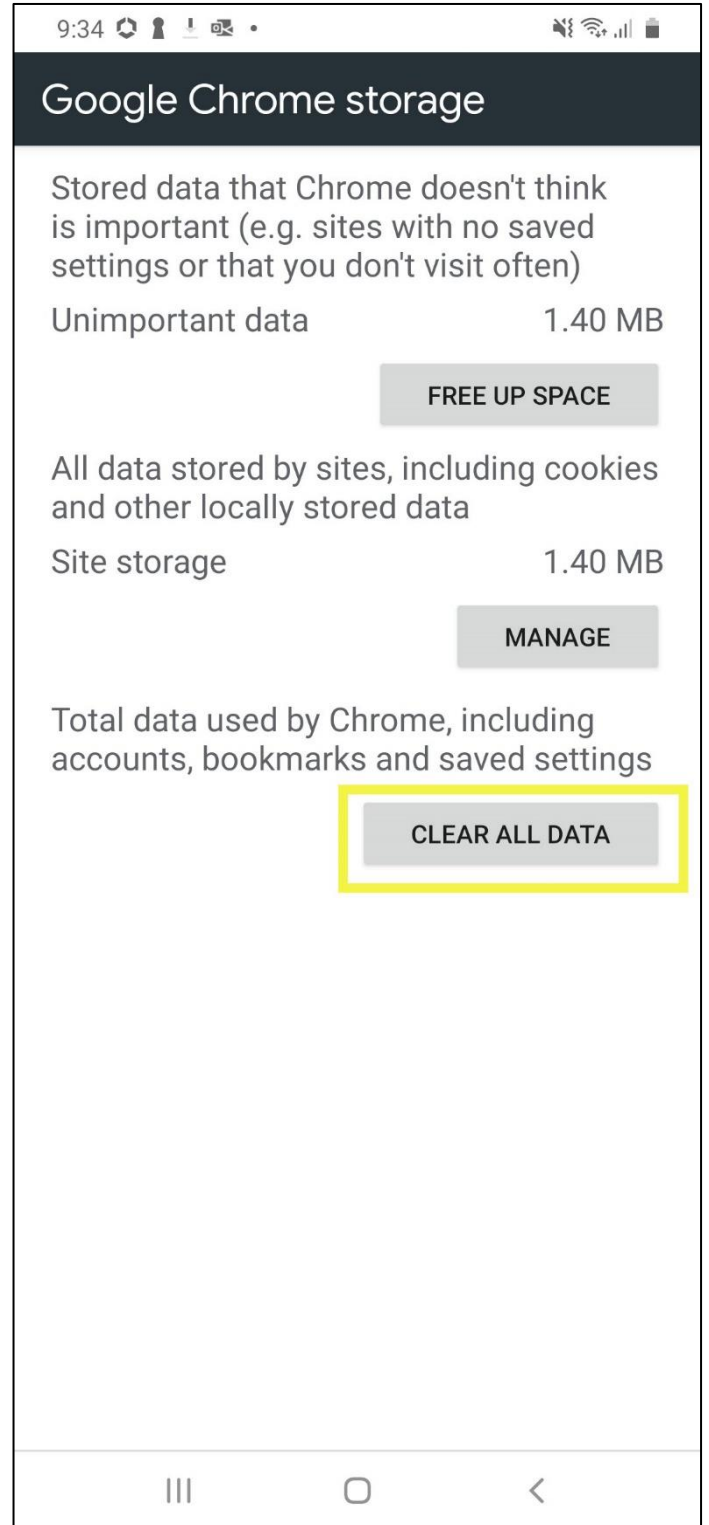 9:34
Google Chrome storage
Stored data that Chrome doesn't think
is important (e.g. sites with no saved
settings or that you don't visit often)
Unimportant data 1.40 MB
FREE UP SPACE
All data stored by sites, including cookies
and other locally stored data
Site storage 1.40 MB
MANAGE
Total data used by Chrome, including
accounts, bookmarks and saved settings
CLEAR ALL DATA